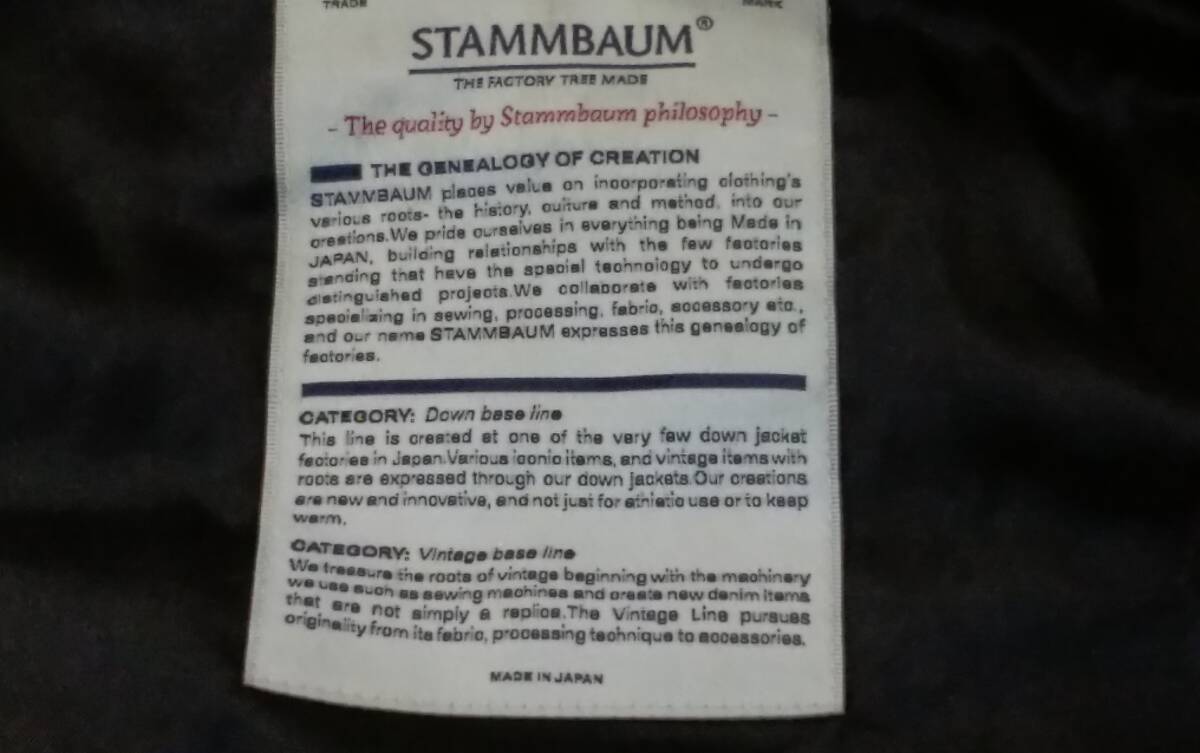 TRADE MARK
STAMMBAUM®
THE FACTORY TREE MADE
- The quality by Stammbaum philosophy -
THE GENEALOGY OF CREATION
STAMMBAUM places value on incorporating clothing's
various roots- the history, culture and method, into our
creations.We pride ourselves in everything being Made in
JAPAN, building relationships with the few factories
standing that have the special technology to undergo
distinguished projects.We collaborate with factories
specializing in sewing, processing, fabric, accessory etc.,
and our name STAMMBAUM expresses this genealogy of
factories.
CATEGORY: Down base line
This line is created at one of the very few down jacket
factories in Japan.Various iconic items, and vintage items with
roots are expressed through our down jackets.Our creations
are new and innovative, and not just for athletic use or to keep
warm.
CATEGORY: Vintage base line
We treasure the roots of vintage beginning with the machinery
we use such as sewing machines and create new denim items
that are not simply a replica.The Vintage Line pursues
originality from its fabric, processing technique to accessories.
MADE IN JAPAN